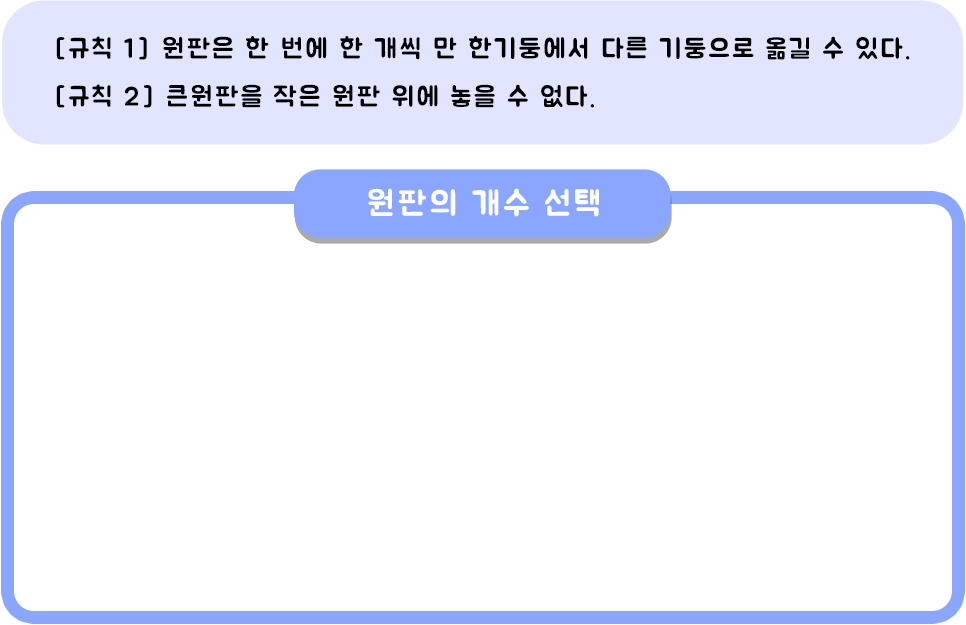 [규칙 1] 원판은 한 번에 한 개씩 만 한기둥에서 다른 기둥으로 옮길 수 있다.
[규칙 2] 큰원판을 작은 원판 위에 놓을 수 없다.
원판의 개수 선택